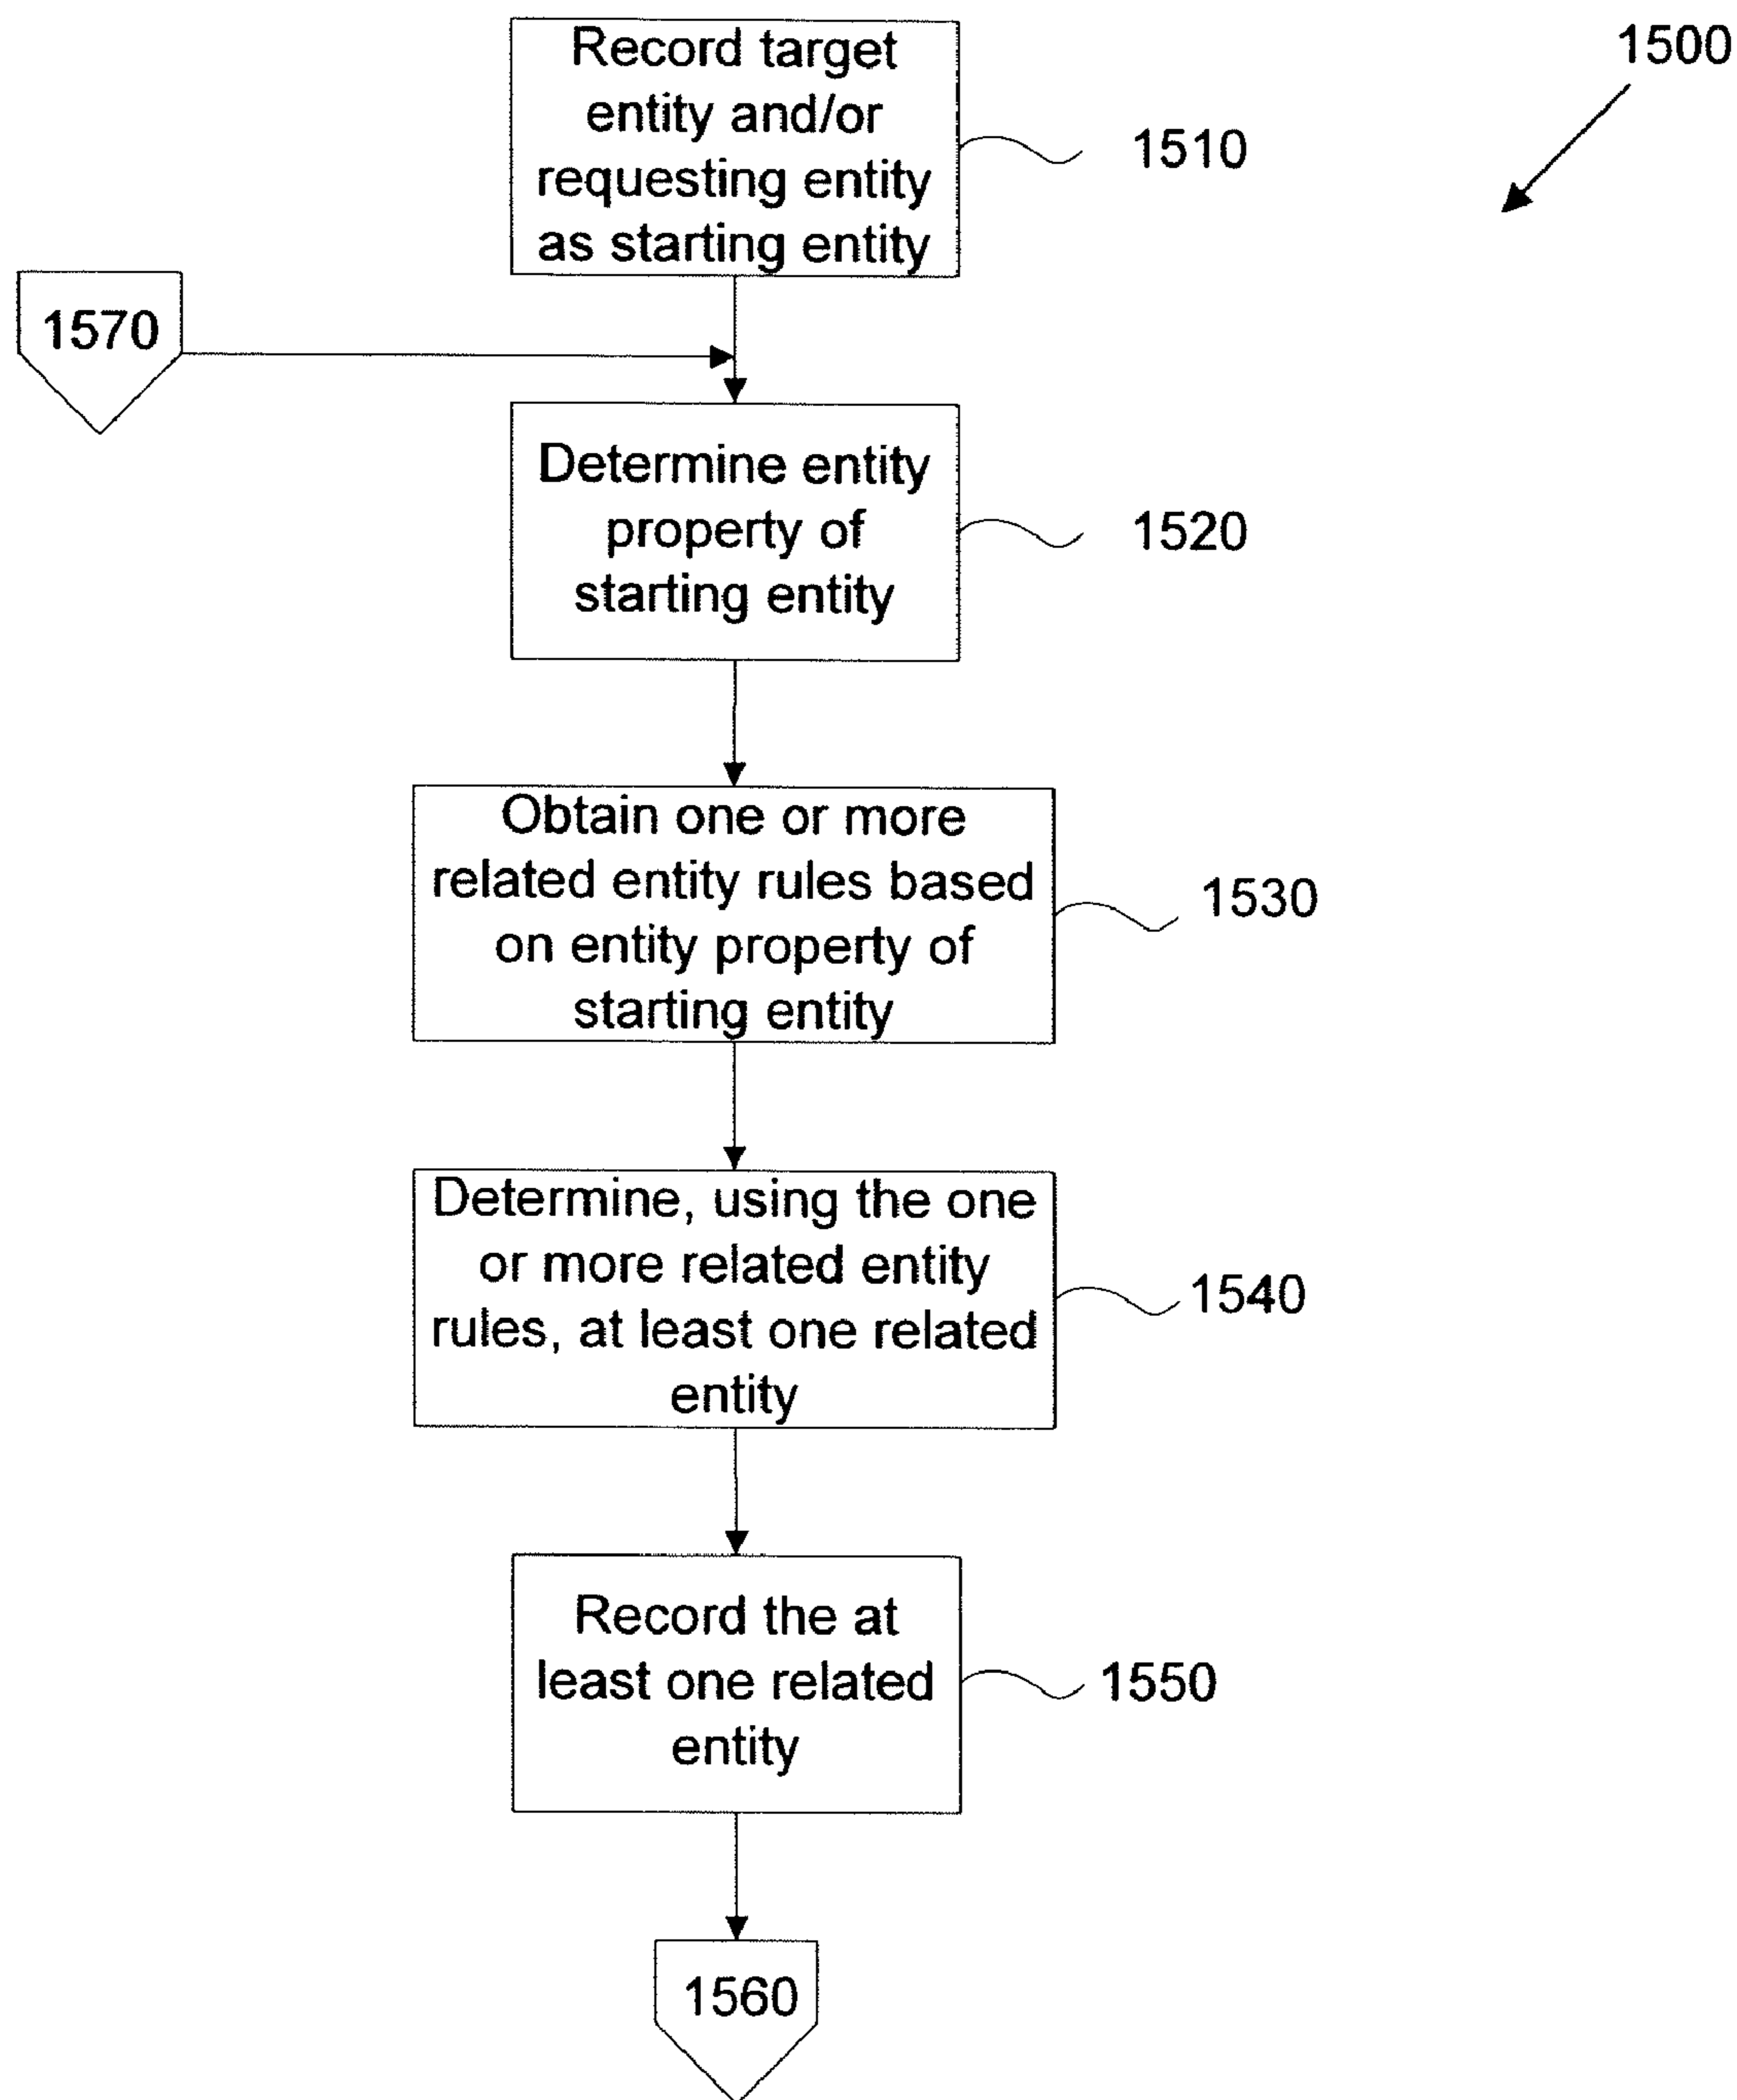 1500
Record target
entity and/or
requesting entity
as starting entity
1510
1570
Determine entity
property of
starting entity
1520
Obtain one or more
related entity rules based
on entity property of
starting entity
1530
Determine, using the one
or more related entity
rules, at least one related
entity
1540
Record the at
least one related
entity
1550
1560